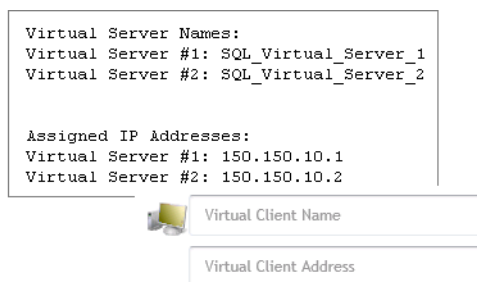 Virtual Server Names:
Virtual Server #1: SQL_Virtual_Server_1
Virtual Server #2: SQL_Virtual_Server_2
Assigned IP Addresses:
Virtual Server #1: 150.150.10.1
Virtual Server #2: 150.150.10.2
Virtual Client Name
Virtual Client Address